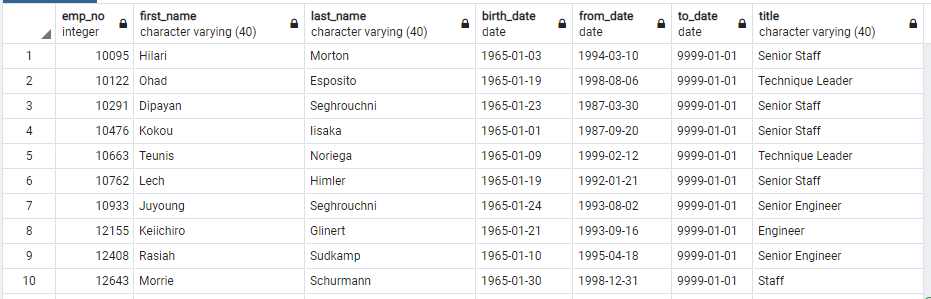 emp_no first_name last_name birth_date from_date to_date title
integer character varying (40) character varying (40) date date date character varying (40)
1 10095 Hilari Morton 1965-01-03 1994-03-10 9999-01-01 Senior Staff
2 10122 Ohad Esposito 1965-01-19 1998-08-06 9999-01-01 Technique Leader
3 10291 Dipayan Seghrouchni 1965-01-23 1987-03-30 9999-01-01 Senior Staff
4 10476 Kokou Iisaka 1965-01-01 1987-09-20 9999-01-01 Senior Staff
5 10663 Teunis Noriega 1965-01-09 1999-02-12 9999-01-01 Technique Leader
6 10762 Lech Himler 1965-01-19 1992-01-21 9999-01-01 Senior Staff
7 10933 Juyoung Seghrouchni 1965-01-24 1993-08-02 9999-01-01 Senior Engineer
8 12155 Keiichiro Glinert 1965-01-21 1993-09-16 9999-01-01 Engineer
9 12408 Rasiah Sudkamp 1965-01-10 1995-04-18 9999-01-01 Senior Engineer
10 12643 Morrie Schurmann 1965-01-30 1998-12-31 9999-01-01 Staff